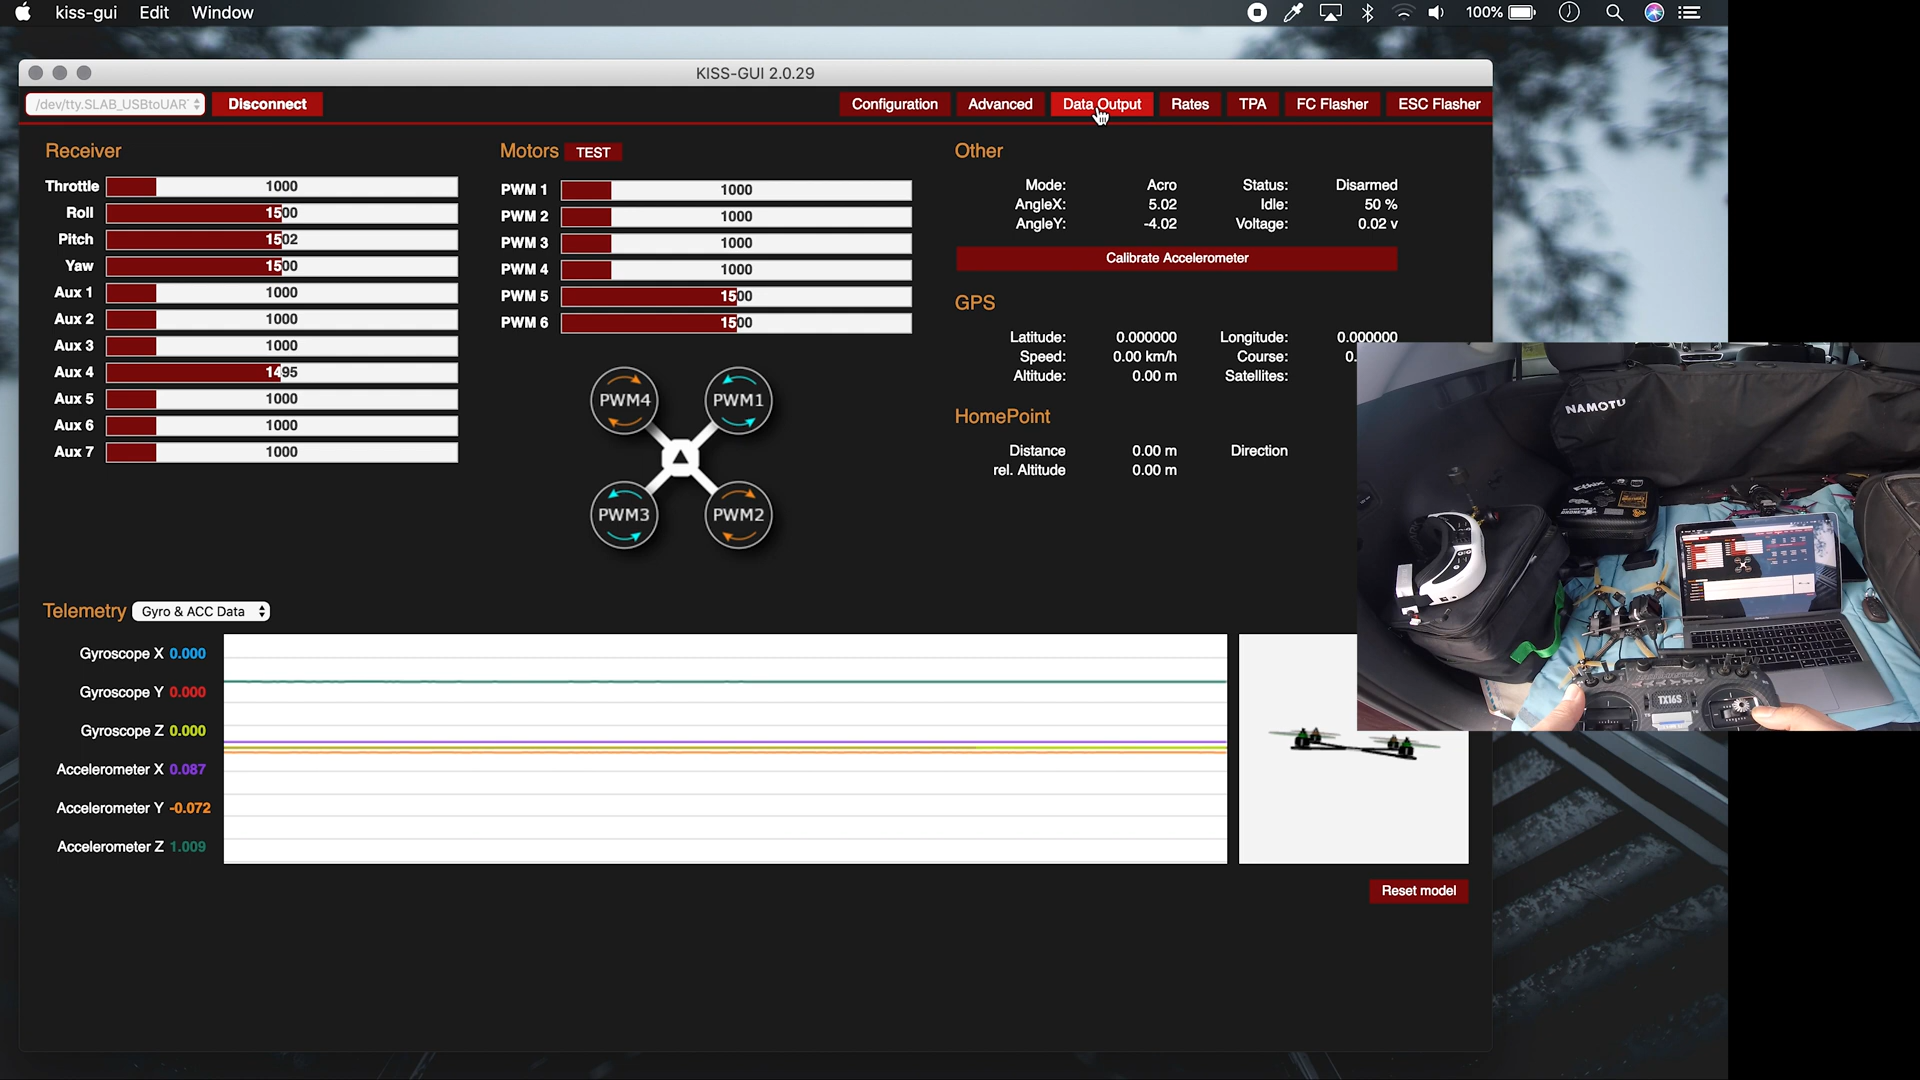 kiss-gui Edit Window 100%
KISS-GUI 2.0.29
/dev/tty.SLAB_USBtoUART Disconnect Configuration Advanced Data Output Rates TPA FC Flasher ESC Flasher
Receiver
Throttle 1000
Roll 1500
Pitch 1502
Yaw 1500
Aux 1 1000
Aux 2 1000
Aux 3 1000
Aux 4 1495
Aux 5 1000
Aux 6 1000
Aux 7 1000
Motors TEST
PWM 1 1000
PWM 2 1000
PWM 3 1000
PWM 4 1000
PWM 5 1500
PWM 6 1500
PWM4 PWM1
PWM3 PWM2
Other
Mode: Acro Status: Disarmed
AngleX: 5.02 Idle: 50 %
AngleY: -4.02 Voltage: 0.02 v
Calibrate Accelerometer
GPS
Latitude: 0.000000 Longitude: 0.000000
Speed: 0.00 km/h Course: 0.
Altitude: 0.00 m Satellites:
HomePoint
Distance 0.00 m Direction
rel. Altitude 0.00 m
NAMOTU
TX16S
Telemetry Gyro & ACC Data
Gyroscope X 0.000
Gyroscope Y 0.000
Gyroscope Z 0.000
Accelerometer X 0.087
Accelerometer Y -0.072
Accelerometer Z 1.009
Reset model